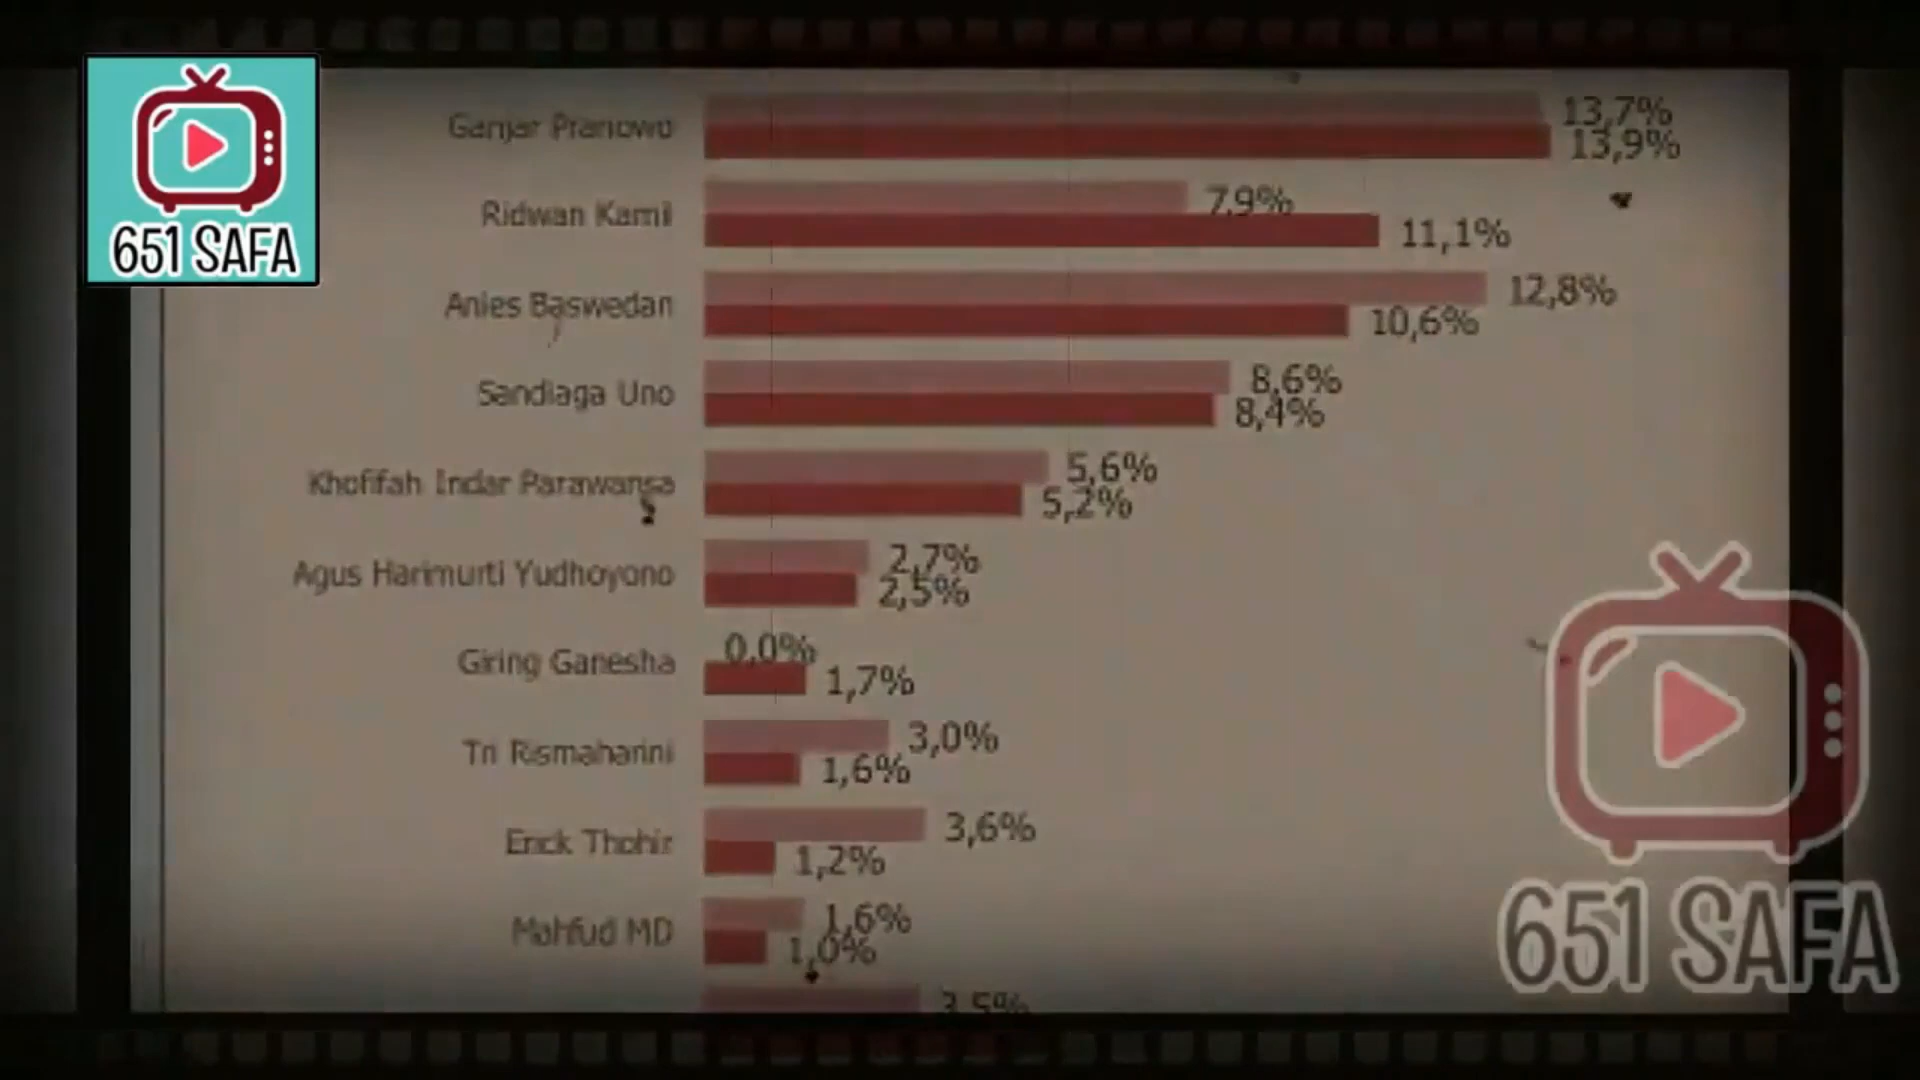 651 SAFA
Ganjar Pranowo
13,7%
13,9%
Ridwan Kamil
7,9%
11,1%
Anies Baswedan
12,8%
10,6%
Sandiaga Uno
8,6%
8,4%
Khofifah Indar Parawansa
5,6%
5,2%
Agus Harimurti Yudhoyono
2,7%
2,5%
Giring Ganesha
0,0%
1,7%
Tri Rismaharini
3,0%
1,6%
Erick Thohir
3,6%
1,2%
Mahfud MD
1,6%
1,0%
3,5%
651 SAFA